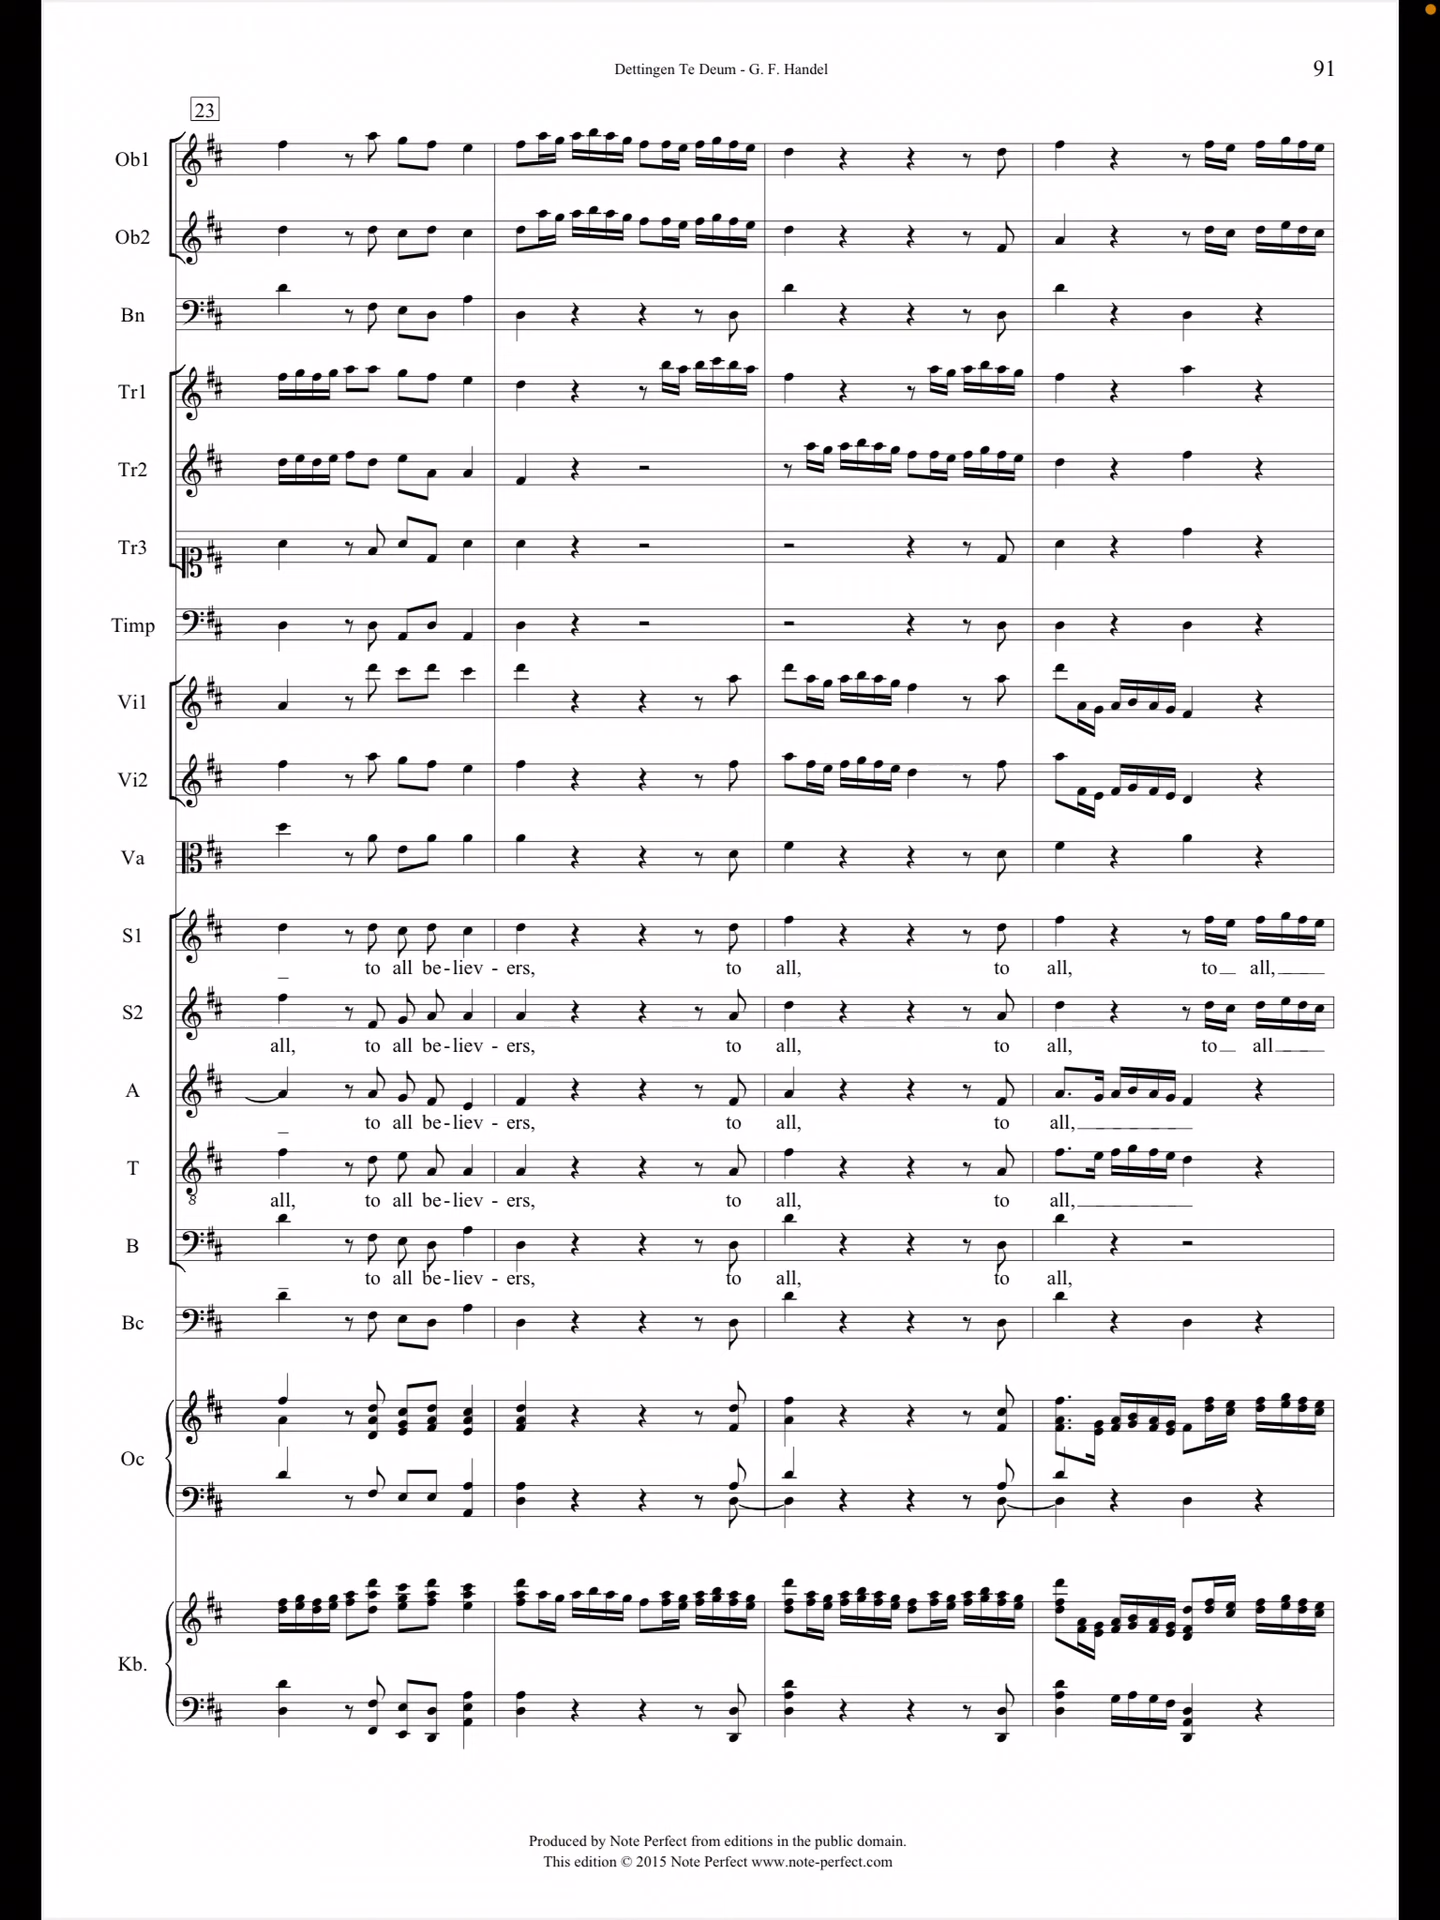 Dettingen Te Deum - G. F. Handel
91
23
Ob1
Ob2
Bn
Tr1
Tr2
Tr3
Timp
Vi1
Vi2
Va
S1
_ to all be - liev - ers, to all, to all, to all,
S2
all, to all be - liev - ers, to all, to all, to all
A
_ to all be - liev - ers, to all, to all,
T
8
all, to all be - liev - ers, to all, to all,
B
_ to all be - liev - ers, to all, to all,
Bc
Oc
Kb.
Produced by Note Perfect from editions in the public domain.
This edition © 2015 Note Perfect www.note-perfect.com